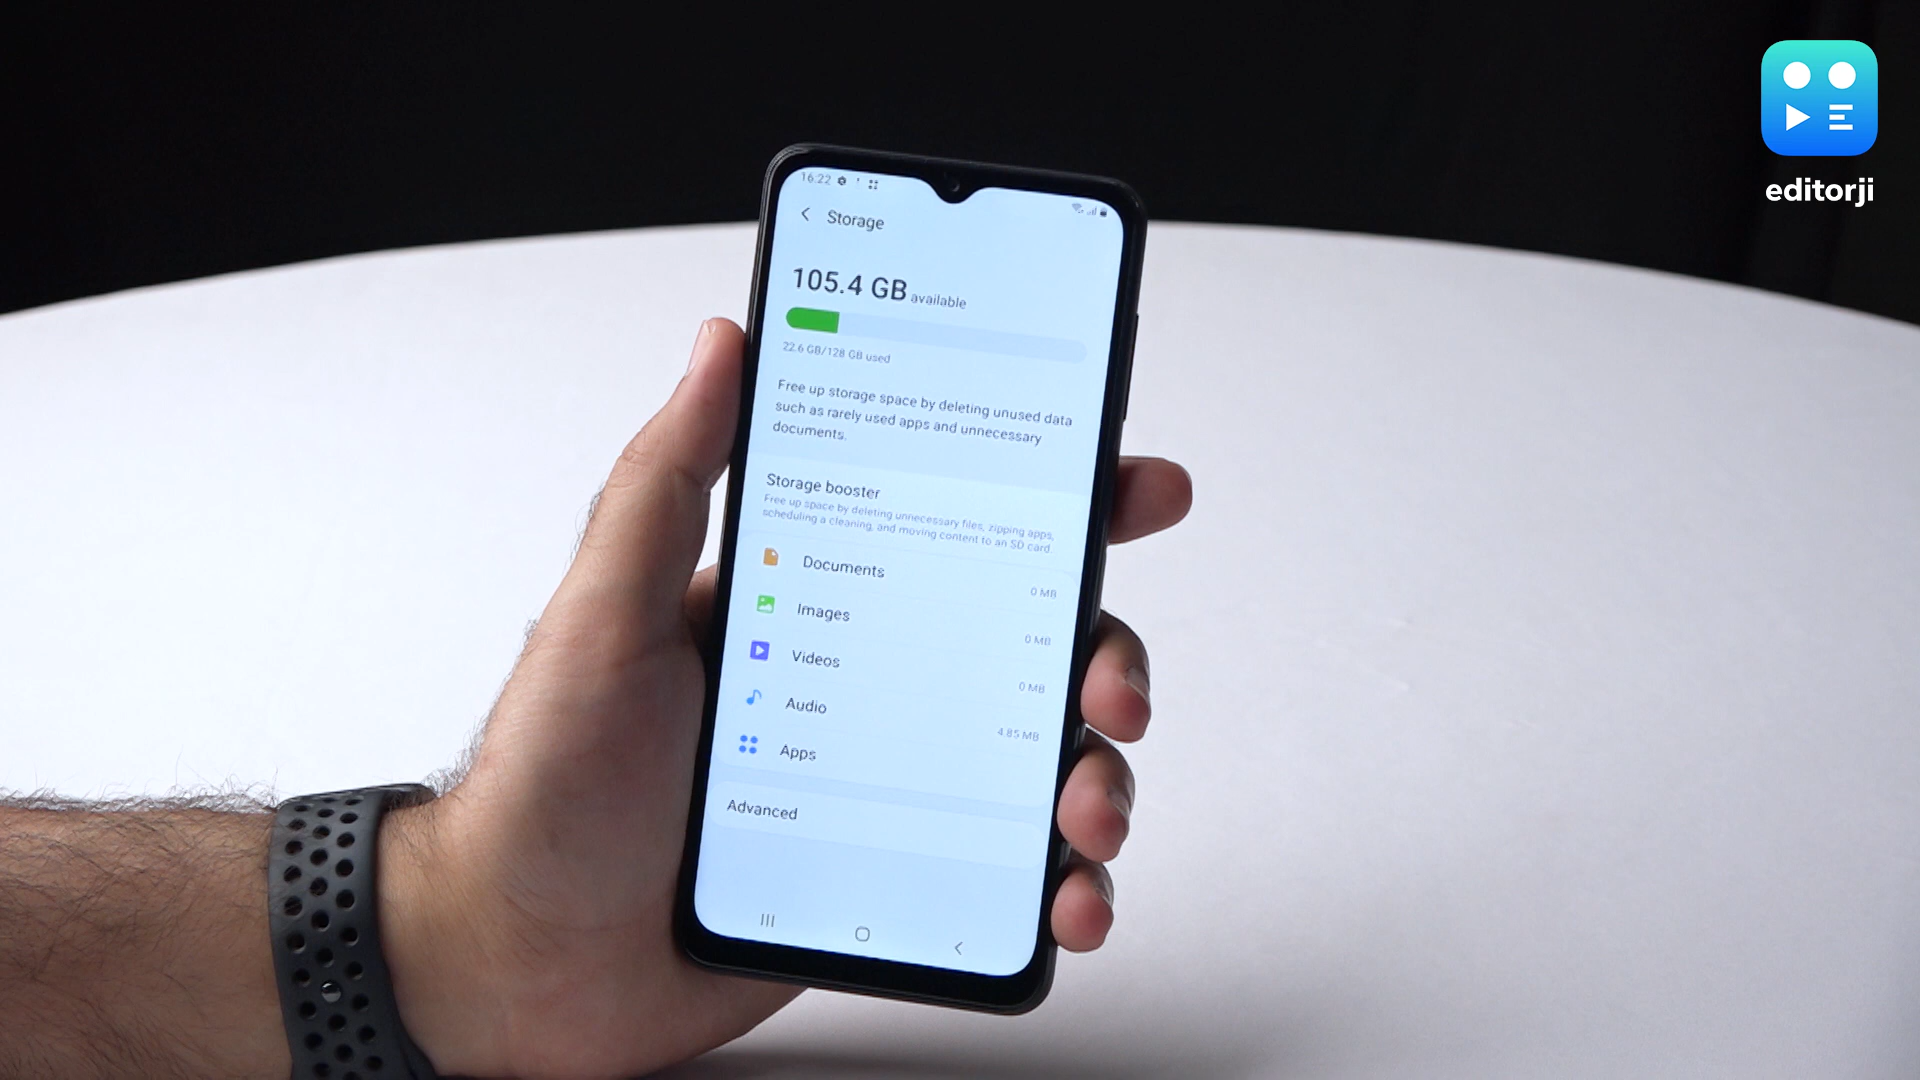 editorji
16:22
Storage
105.4 GB available
22.6 GB/128 GB used
Free up storage space by deleting unused data
such as rarely used apps and unnecessary
documents.
Storage booster
Free up space by deleting unnecessary files, zipping apps,
scheduling a cleaning, and moving content to an SD card.
Documents
0 MB
Images
0 MB
Videos
0 MB
Audio
4.85 MB
Apps
Advanced